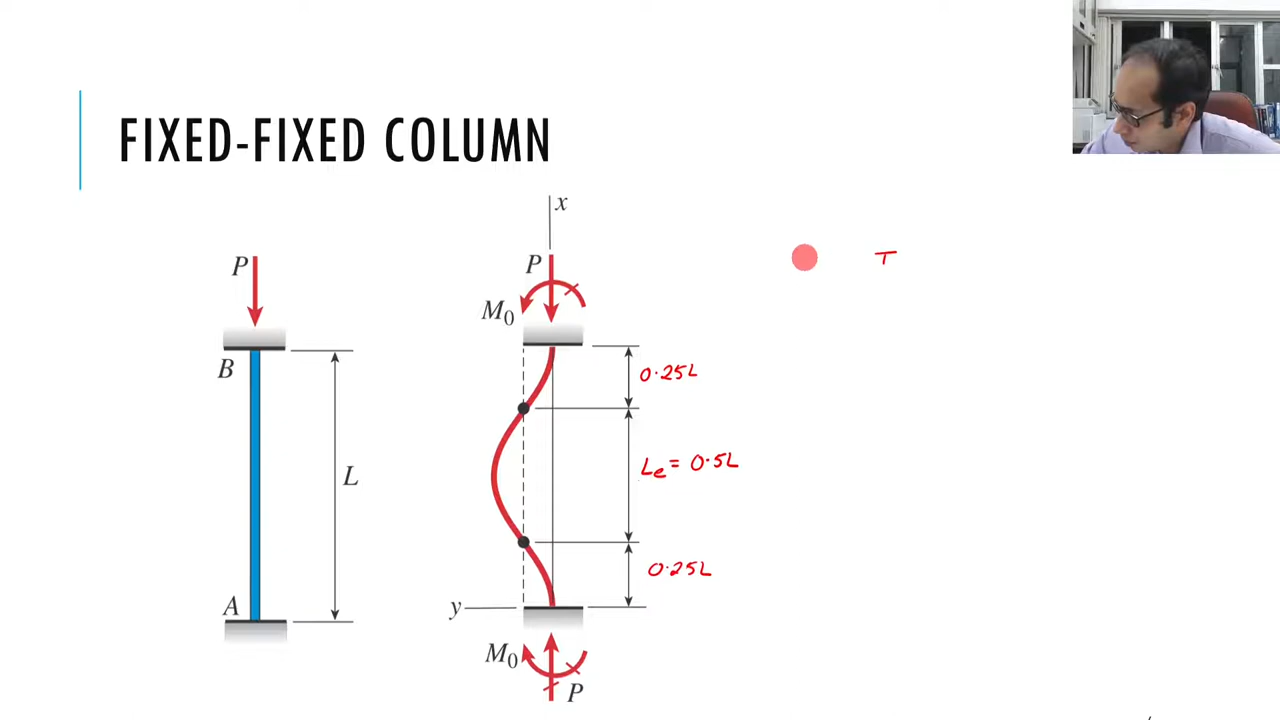 FIXED-FIXED COLUMN
x
P
P
M0
B
0.25L
L
Le = 0.5L
0.25L
A
y
M0
P